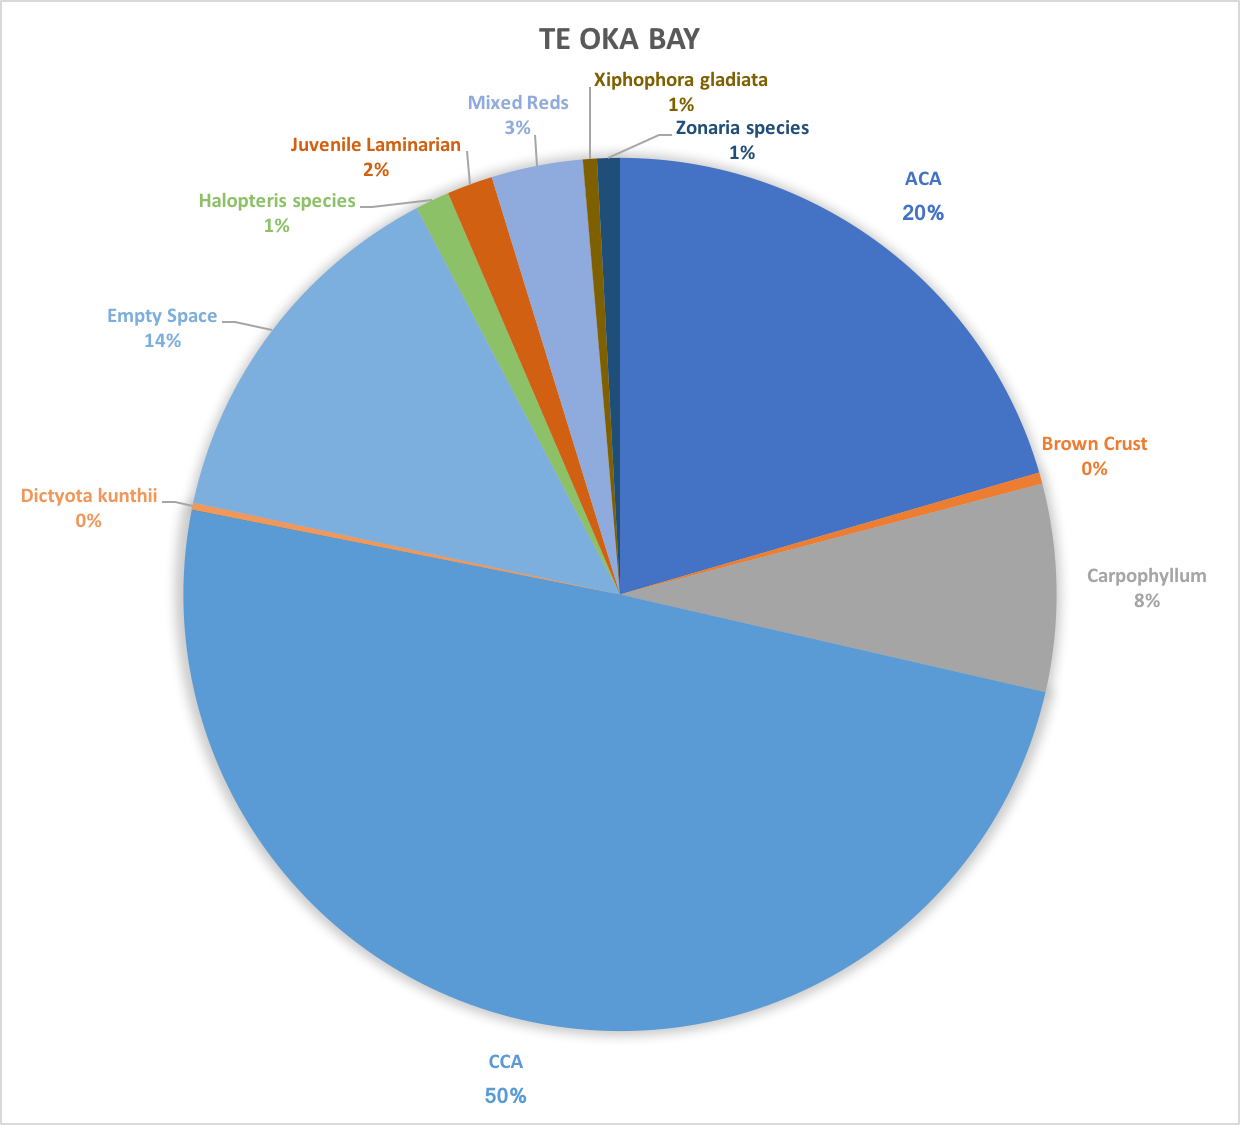 TE OKA BAY
Xiphophora gladiata
1%
Mixed Reds
3%
Zonaria species
1%
Juvenile Laminarian
2%
ACA
20%
Halopteris species
1%
Empty Space
14%
Brown Crust
0%
Dictyota kunthii
0%
Carpophyllum
8%
CCA
50%